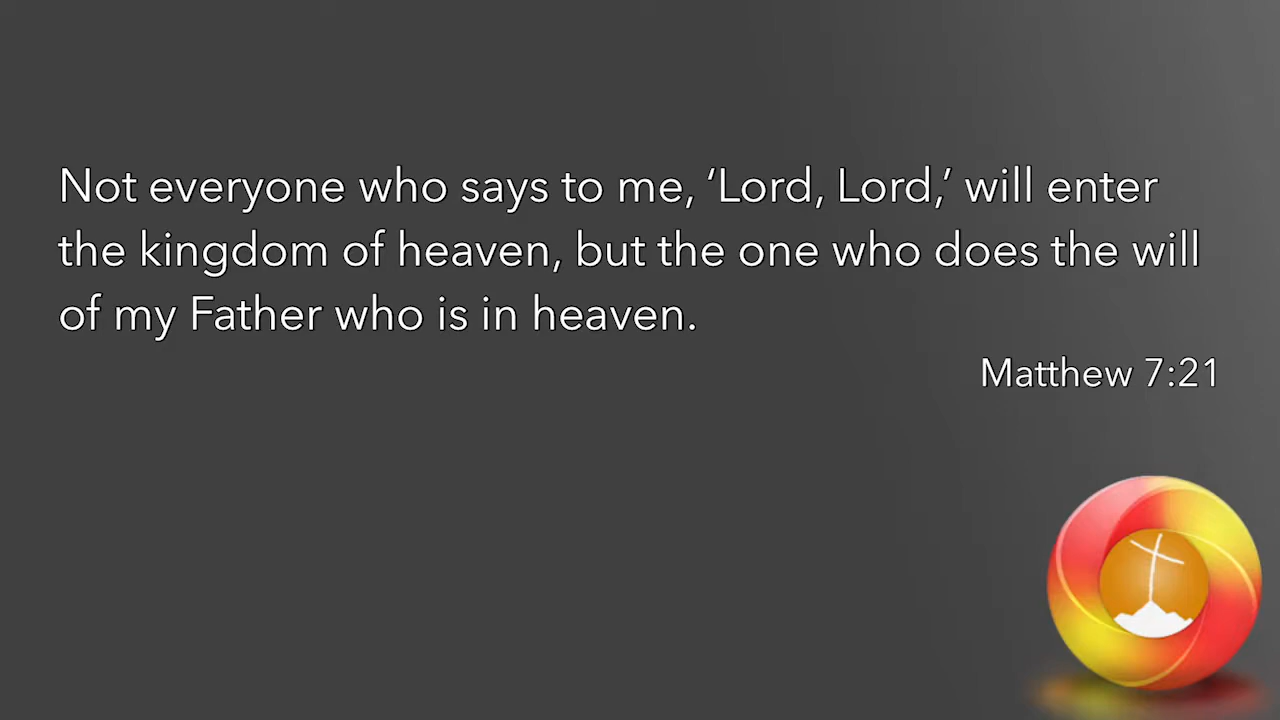 Not everyone who says to me, ‘Lord, Lord,’ will enter
the kingdom of heaven, but the one who does the will
of my Father who is in heaven.
Matthew 7:21